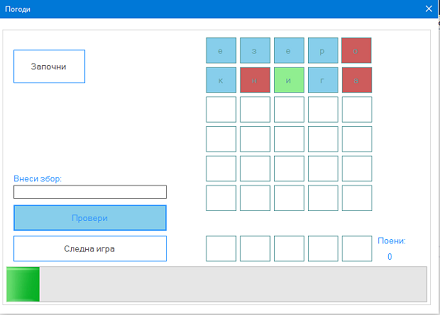 Погоди
Започни
е з е р о
к н и г а
Внеси збор:
Провери
Следна игра
Поени:
0